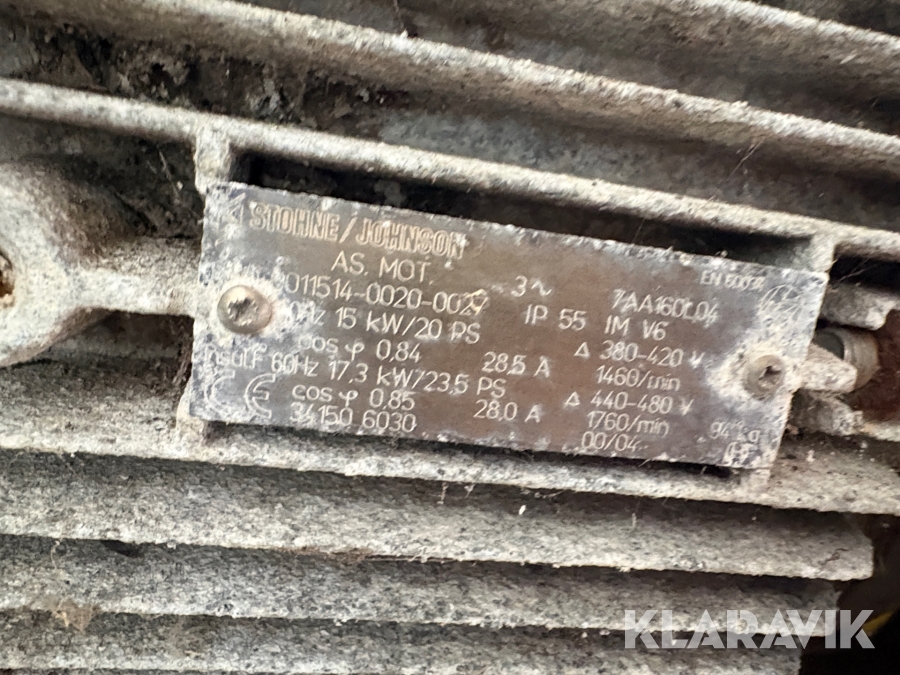 STOHNE/JOHNSON
AS. MOT. 3~ 7AA160L04
011514-0020-0027 IP 55 IM V6 EN 60034
Hz 15 kW/20 PS Δ 380-420 V
cos φ 0,84 28,5 A 1460/min
Insulf 60Hz 17,3 kW/23,5 PS Δ 440-480 V
CE cos φ 0,85 28,0 A 1760/min
34150 6030 00/04
KLARAVIK